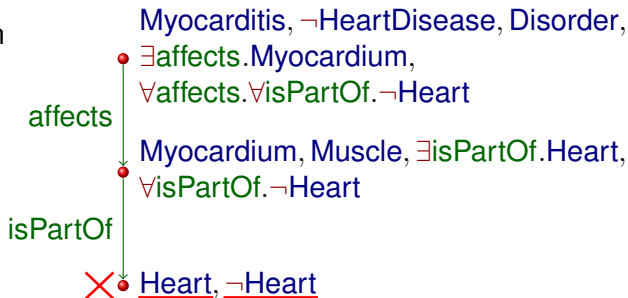 n
Myocarditis, ¬HeartDisease, Disorder,
∃affects.Myocardium,
∀affects.∀isPartOf.¬Heart
affects
Myocardium, Muscle, ∃isPartOf.Heart,
∀isPartOf.¬Heart
isPartOf
Heart, ¬Heart